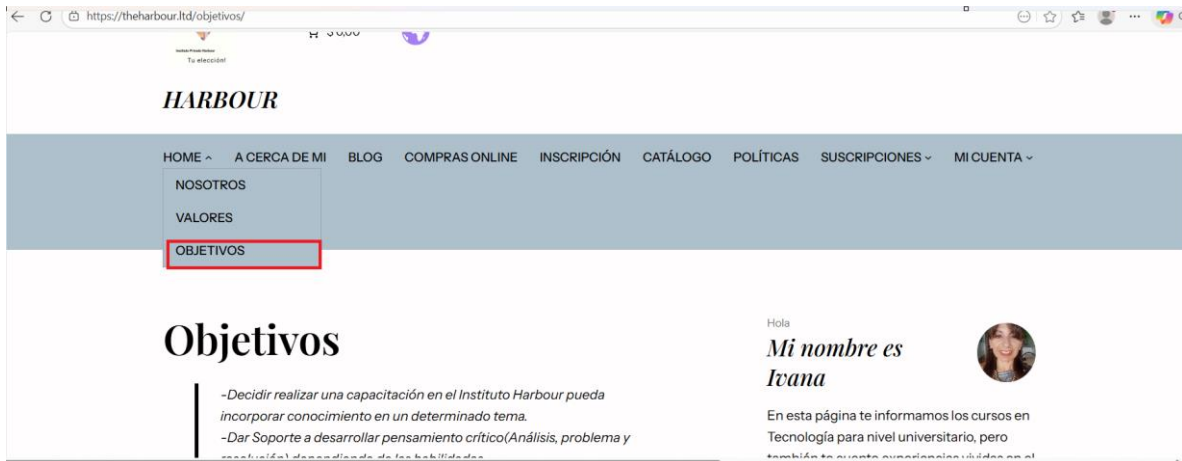 https://theharbour.ltd/objetivos/
Tu elección!
HARBOUR
HOME A CERCA DE MI BLOG COMPRAS ONLINE INSCRIPCIÓN CATÁLOGO POLÍTICAS SUSCRIPCIONES MI CUENTA
NOSOTROS
VALORES
OBJETIVOS
Objetivos
-Decidir realizar una capacitación en el Instituto Harbour pueda
incorporar conocimiento en un determinado tema.
-Dar Soporte a desarrollar pensamiento crítico(Análisis, problema y
Hola
Mi nombre es
Ivana
En esta página te informamos los cursos en
Tecnología para nivel universitario, pero